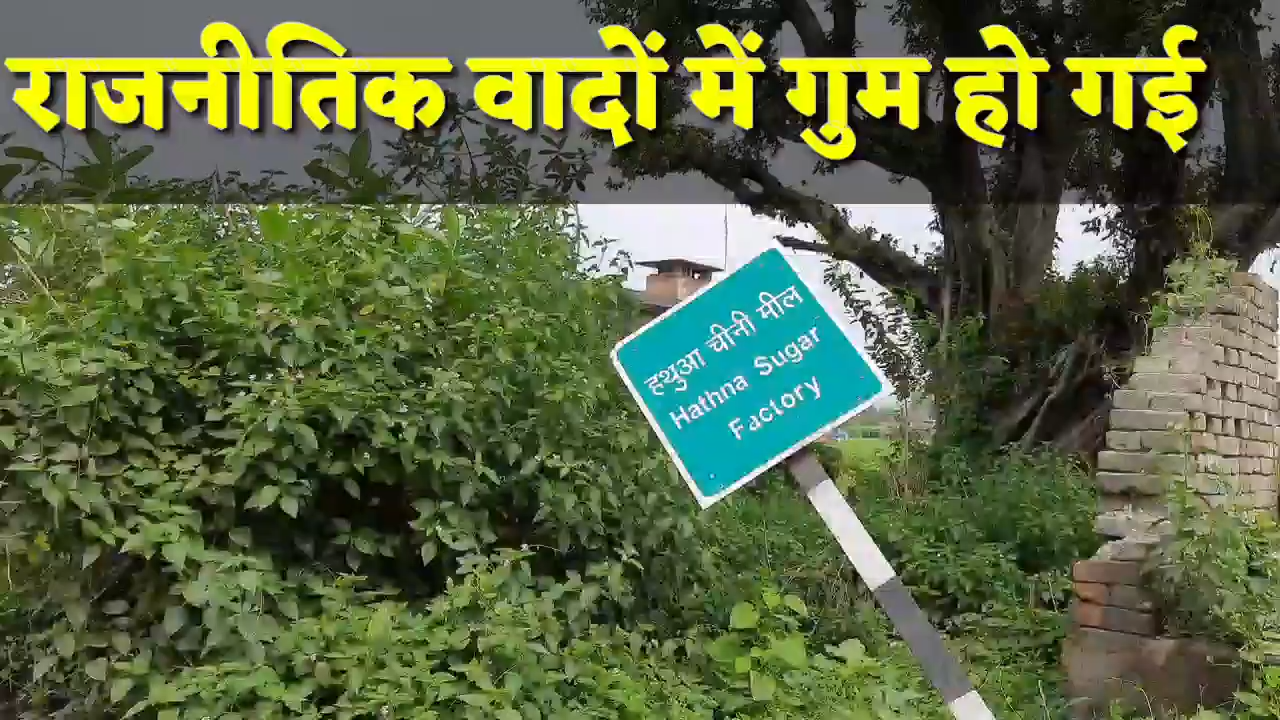 राजनीतिक वादों में गुम हो गई
हथुआ चीनी मील
Hathna Sugar
Factory